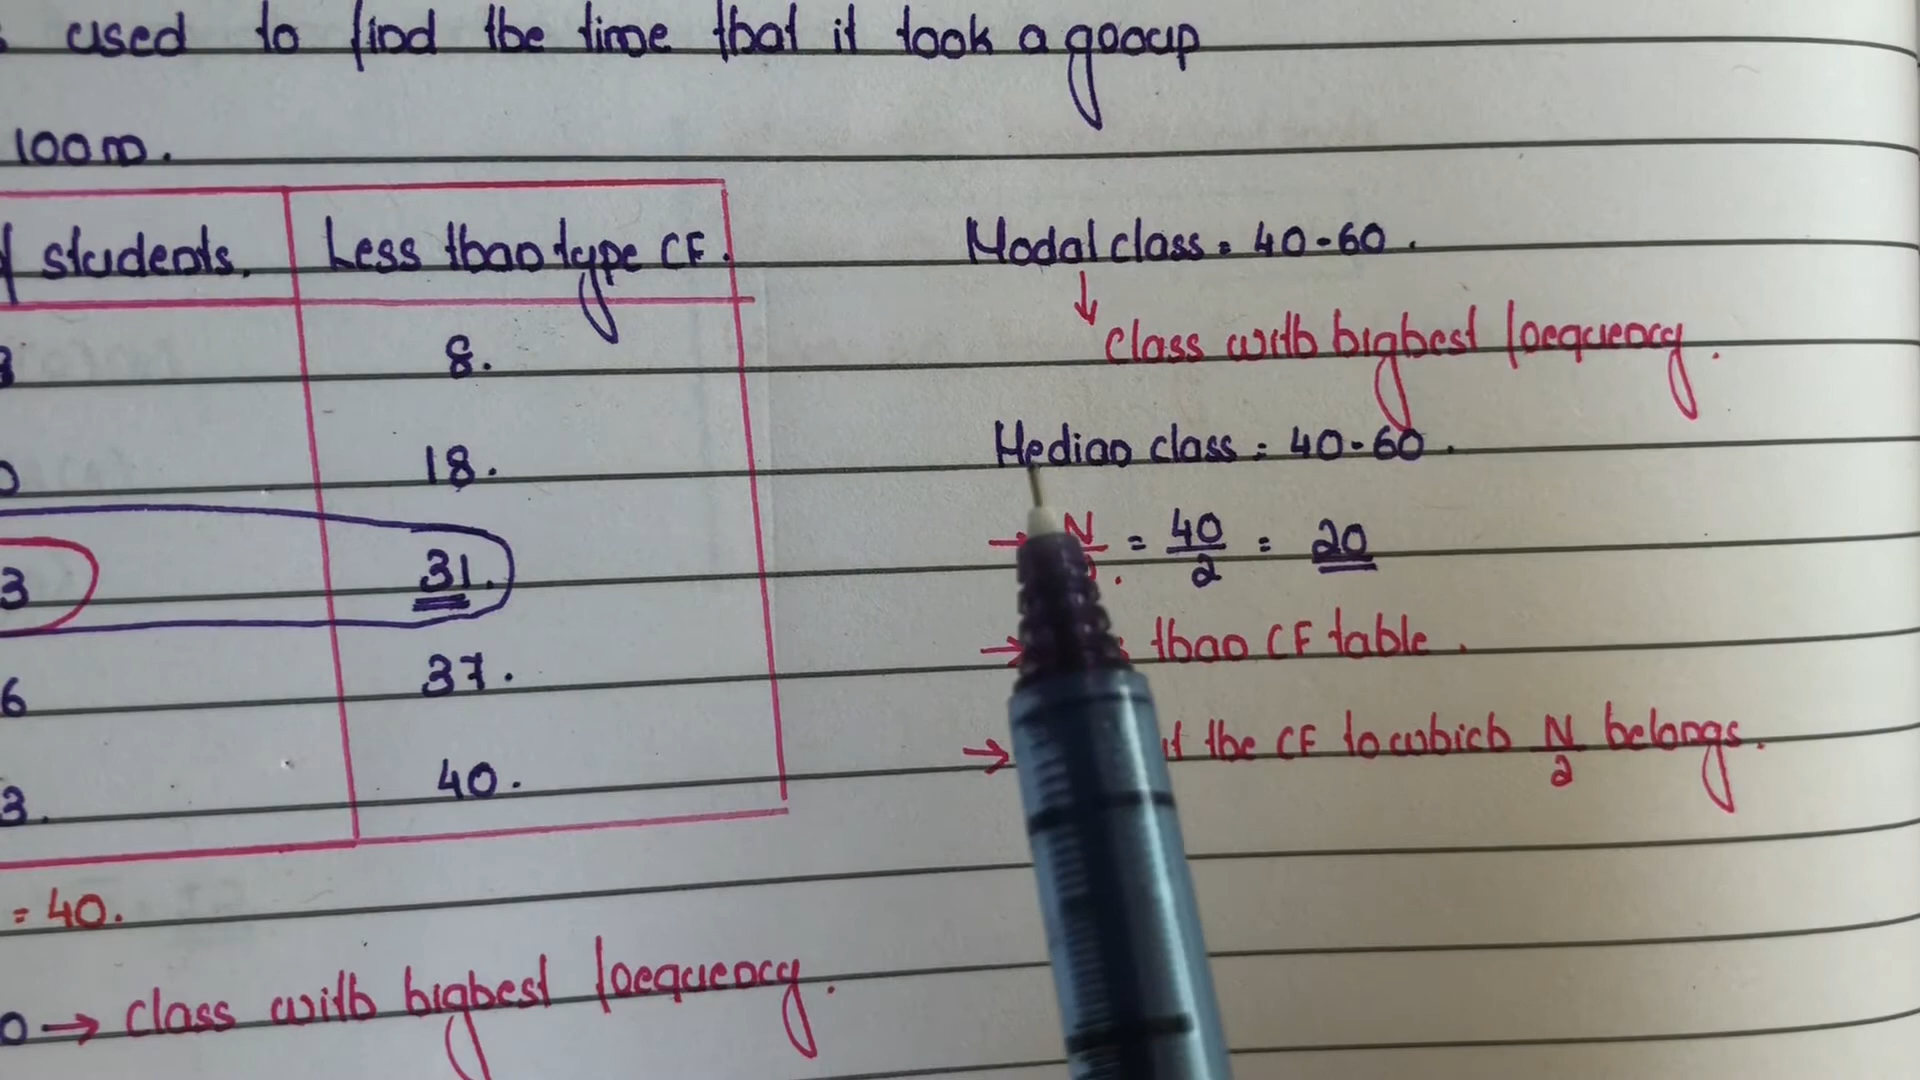 used to find the time that it took a group
100m.
students. Less than type CF.
8.
18.
3 31.
6 37.
3. 40.
= 40.
0 → class with highest frequency.
Modal class = 40-60.
↓
class with highest frequency.
Median class = 40-60.
→ N = 40/2 = 20
→ than CF table.
→ the CF to which N/2 belongs.